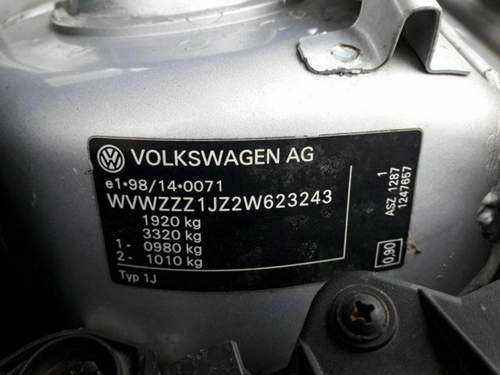 VOLKSWAGEN AG
e1•98/14•0071
WVWZZZ1JZ2W623243
1920 kg
3320 kg
1- 0980 kg
2- 1010 kg
Typ 1J
1
ASZ 1287
1247657
0.90